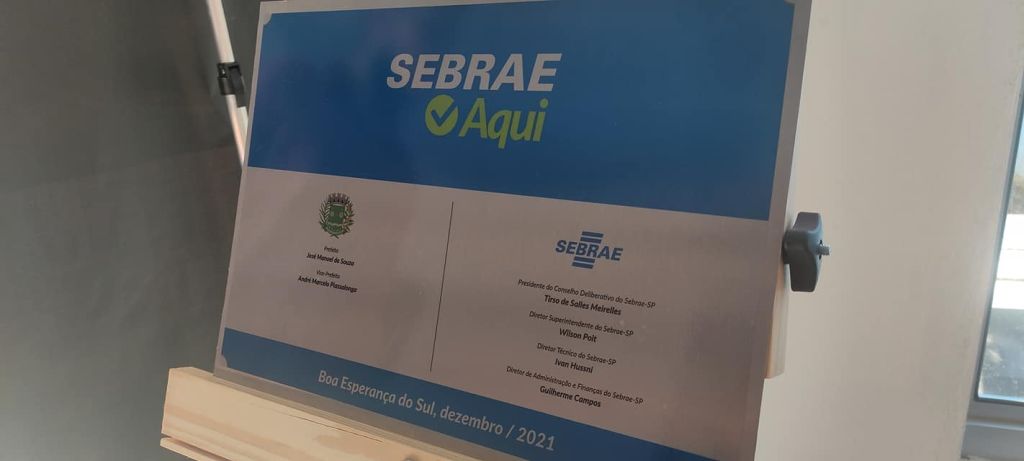 SEBRAE
Aqui
Prefeito
José Manuel de Souza
Vice-Prefeito
André Marcelo Piassalonga
SEBRAE
Presidente do Conselho Deliberativo do Sebrae-SP
Tirso de Salles Meirelles
Diretor Superintendente do Sebrae-SP
Wilson Poit
Diretor Técnico do Sebrae-SP
Ivan Hussni
Diretor de Administração e Finanças do Sebrae-SP
Guilherme Campos
Boa Esperança do Sul, dezembro / 2021